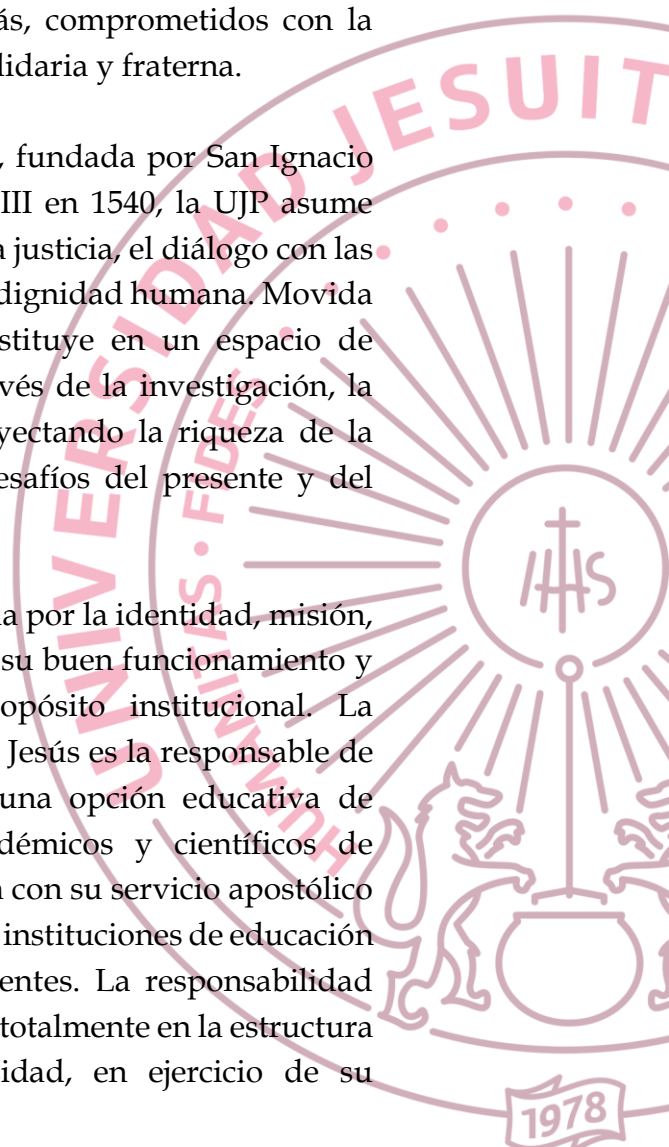 ás, comprometidos con la
lidaria y fraterna.
, fundada por San Ignacio
III en 1540, la UJP asume
a justicia, el diálogo con las
dignidad humana. Movida
stituye en un espacio de
vés de la investigación, la
yectando la riqueza de la
esafíos del presente y del
a por la identidad, misión,
su buen funcionamiento y
opósito institucional. La
Jesús es la responsable de
una opción educativa de
démicos y científicos de
n con su servicio apostólico
instituciones de educación
entes. La responsabilidad
totalmente en la estructura
idad, en ejercicio de su
UNIVERSIDAD JESUIT
HUMANITAS • FIDES
IHS
1978